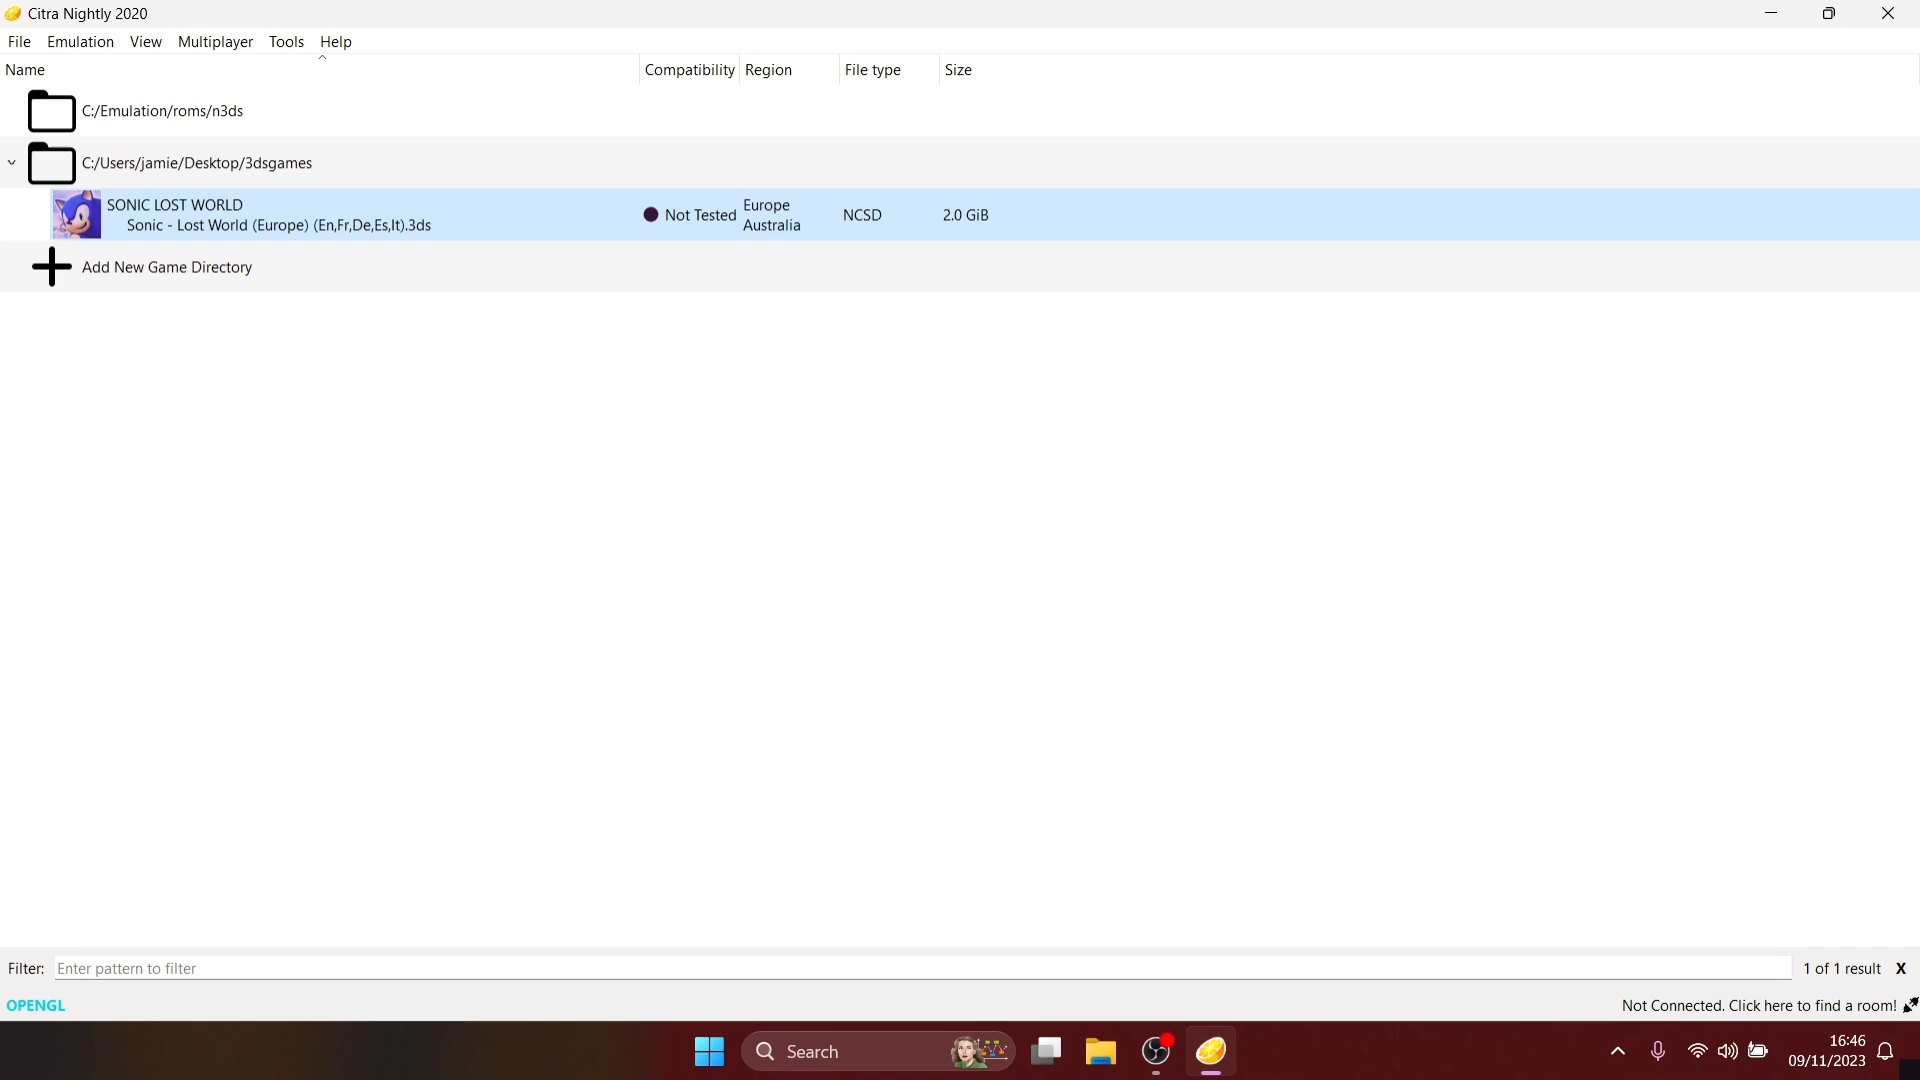 Citra Nightly 2020
File Emulation View Multiplayer Tools Help
Name Compatibility Region File type Size
C:/Emulation/roms/n3ds
C:/Users/jamie/Desktop/3dsgames
SONIC LOST WORLD
Sonic - Lost World (Europe) (En,Fr,De,Es,It).3ds
Not Tested
Europe
Australia
NCSD
2.0 GiB
Add New Game Directory
Filter: Enter pattern to filter 1 of 1 result X
OPENGL Not Connected. Click here to find a room!
Search
16:46
09/11/2023